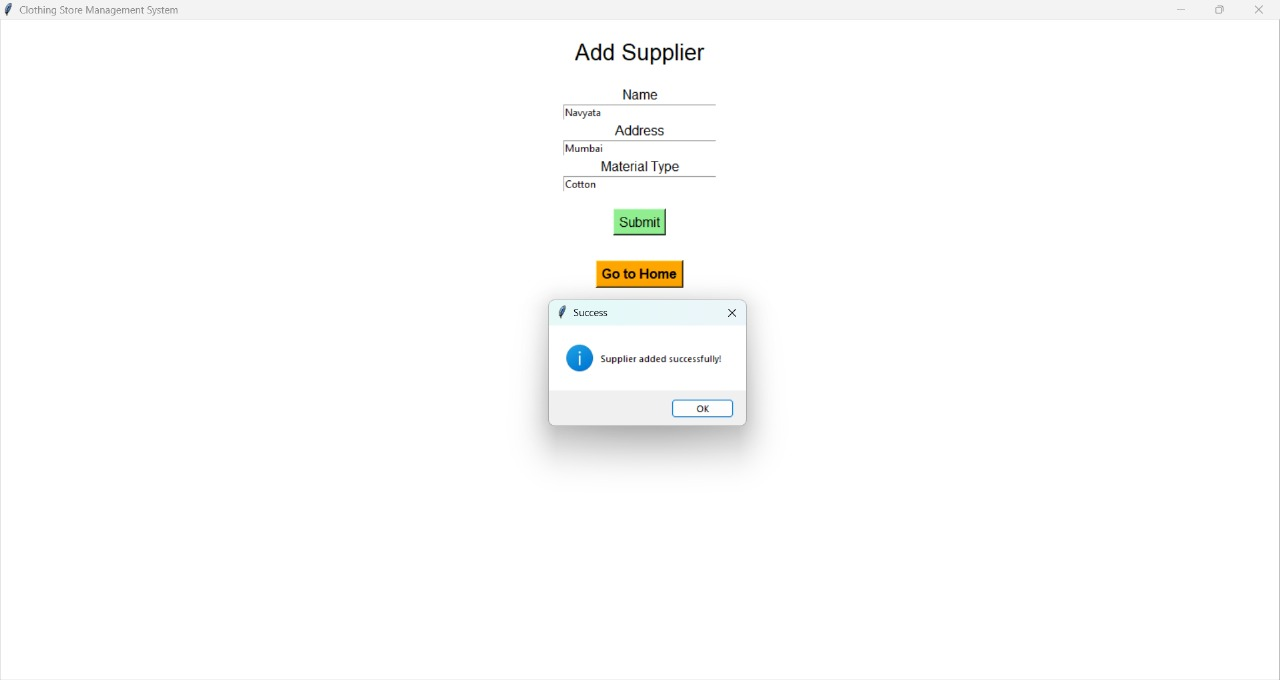 Clothing Store Management System
Add Supplier
Name
Navyata
Address
Mumbai
Material Type
Cotton
Submit
Go to Home
Success
Supplier added successfully!
OK